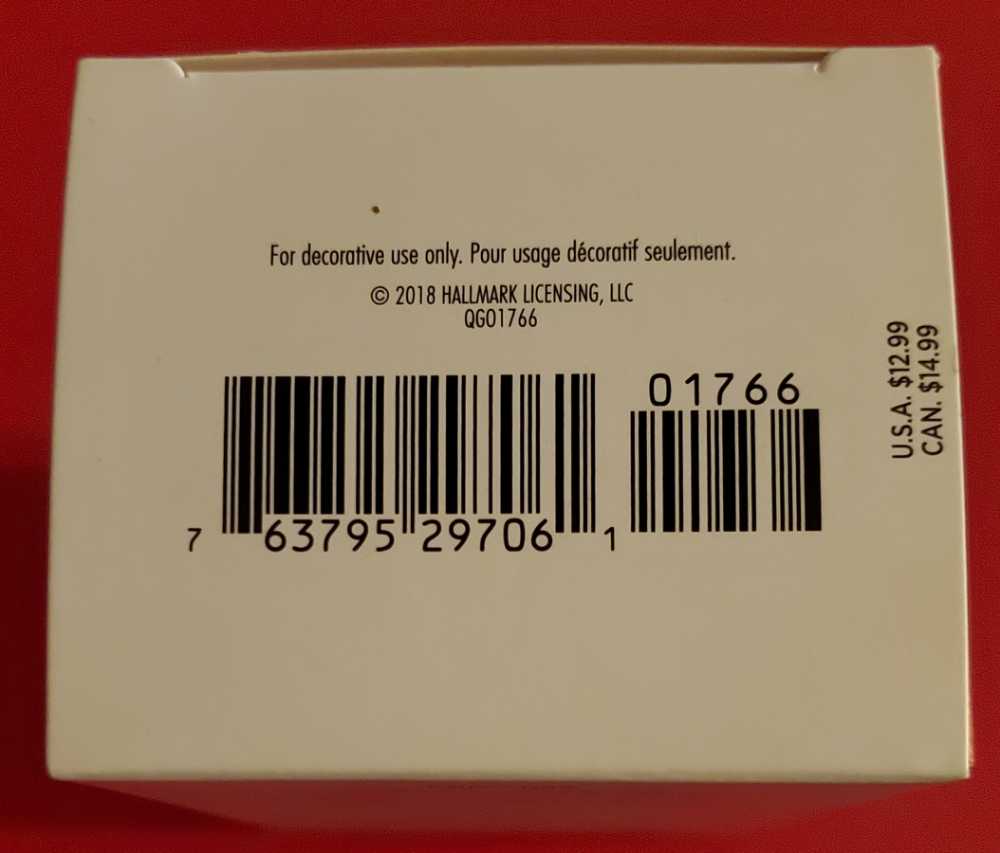 For decorative use only. Pour usage décoratif seulement.
© 2018 HALLMARK LICENSING, LLC
QGO1766
01766
7 63795 29706 1
U.S.A. $12.99
CAN. $14.99